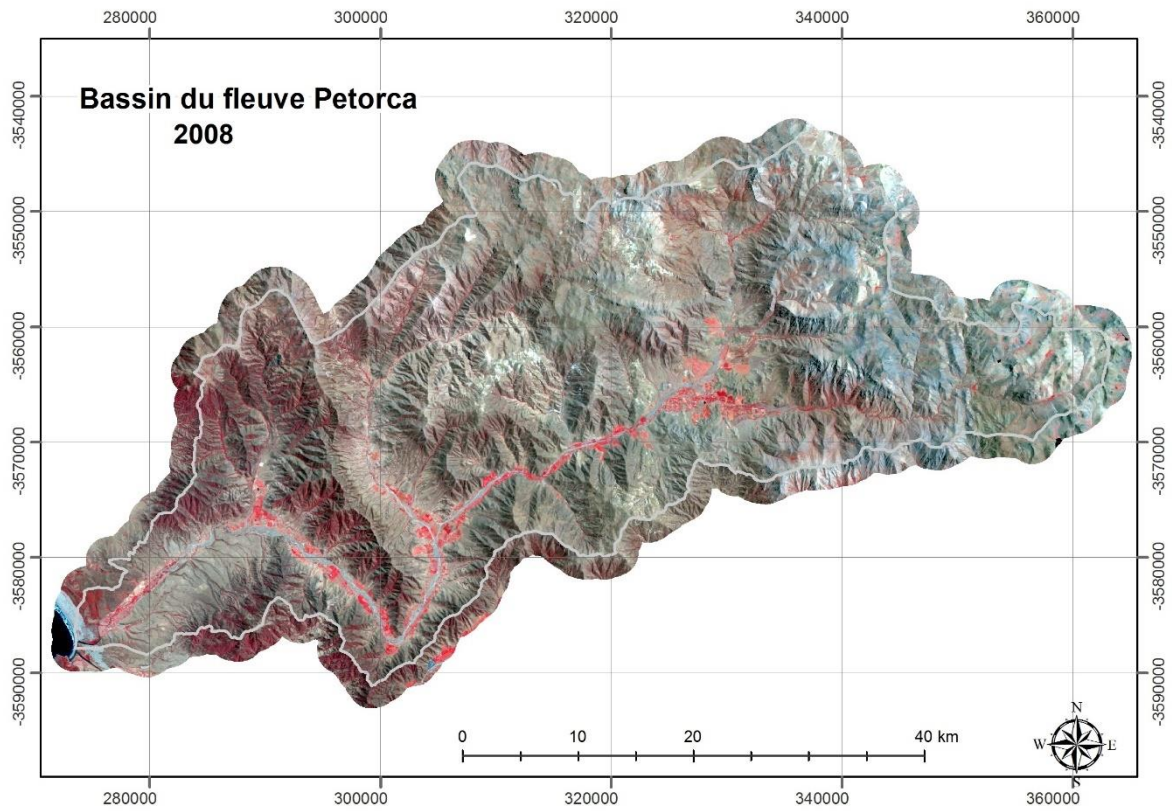 280000 300000 320000 340000 360000
Bassin du fleuve Petorca
2008
-3540000 -3540000
-3550000 -3550000
-3560000 -3560000
-3570000 -3570000
-3580000 -3580000
-3590000 -3590000
0 10 20 40 km
N
W E
S
280000 300000 320000 340000 360000